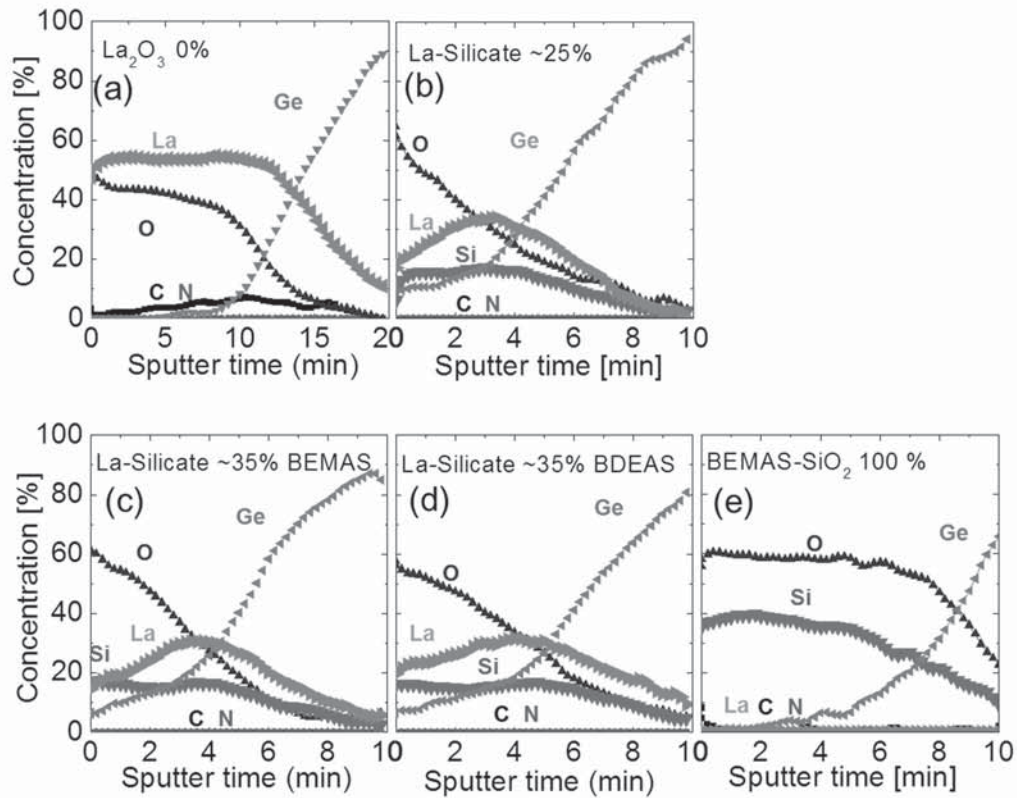 100
80
60
40
20
0
Concentration [%]
La₂O₃ 0%
(a)
La
Ge
O
C N
0 5 10 15 20
Sputter time (min)
La-Silicate ~25%
(b)
O
Ge
La
Si
C N
0 2 4 6 8 10
Sputter time [min]
100
80
60
40
20
0
Concentration [%]
La-Silicate ~35% BEMAS
(c)
Ge
O
La
Si
C N
0 2 4 6 8 10
Sputter time (min)
La-Silicate ~35% BDEAS
(d)
Ge
O
La
Si
C N
0 2 4 6 8 10
Sputter time (min)
BEMAS-SiO₂ 100 %
(e)
O
Ge
Si
La C N
0 2 4 6 8 10
Sputter time [min]